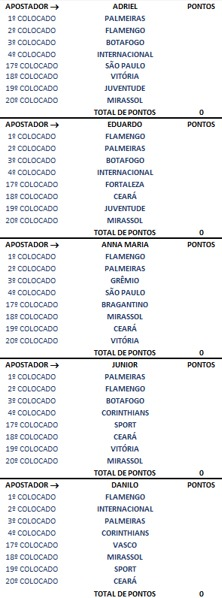 APOSTADOR → ADRIEL PONTOS
1º COLOCADO PALMEIRAS
2º COLOCADO FLAMENGO
3º COLOCADO BOTAFOGO
4º COLOCADO INTERNACIONAL
17º COLOCADO SÃO PAULO
18º COLOCADO VITÓRIA
19º COLOCADO JUVENTUDE
20º COLOCADO MIRASSOL
TOTAL DE PONTOS 0
APOSTADOR → EDUARDO PONTOS
1º COLOCADO FLAMENGO
2º COLOCADO PALMEIRAS
3º COLOCADO BOTAFOGO
4º COLOCADO INTERNACIONAL
17º COLOCADO FORTALEZA
18º COLOCADO CEARÁ
19º COLOCADO JUVENTUDE
20º COLOCADO MIRASSOL
TOTAL DE PONTOS 0
APOSTADOR → ANNA MARIA PONTOS
1º COLOCADO FLAMENGO
2º COLOCADO PALMEIRAS
3º COLOCADO GRÊMIO
4º COLOCADO SÃO PAULO
17º COLOCADO BRAGANTINO
18º COLOCADO MIRASSOL
19º COLOCADO CEARÁ
20º COLOCADO VITÓRIA
TOTAL DE PONTOS 0
APOSTADOR → JUNIOR PONTOS
1º COLOCADO PALMEIRAS
2º COLOCADO FLAMENGO
3º COLOCADO BOTAFOGO
4º COLOCADO CORINTHIANS
17º COLOCADO SPORT
18º COLOCADO CEARÁ
19º COLOCADO VITÓRIA
20º COLOCADO MIRASSOL
TOTAL DE PONTOS 0
APOSTADOR → DANILO PONTOS
1º COLOCADO FLAMENGO
2º COLOCADO INTERNACIONAL
3º COLOCADO PALMEIRAS
4º COLOCADO CORINTHIANS
17º COLOCADO VASCO
18º COLOCADO MIRASSOL
19º COLOCADO SPORT
20º COLOCADO CEARÁ
TOTAL DE PONTOS 0